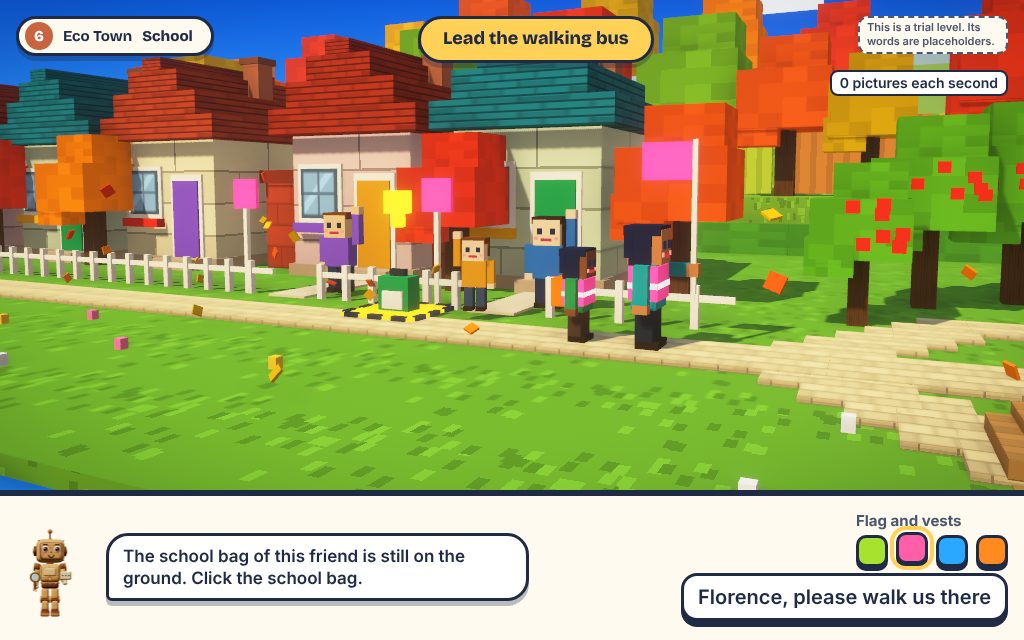 6 Eco Town School
Lead the walking bus
This is a trial level. Its
words are placeholders.
0 pictures each second
The school bag of this friend is still on the
ground. Click the school bag.
Flag and vests
Florence, please walk us there